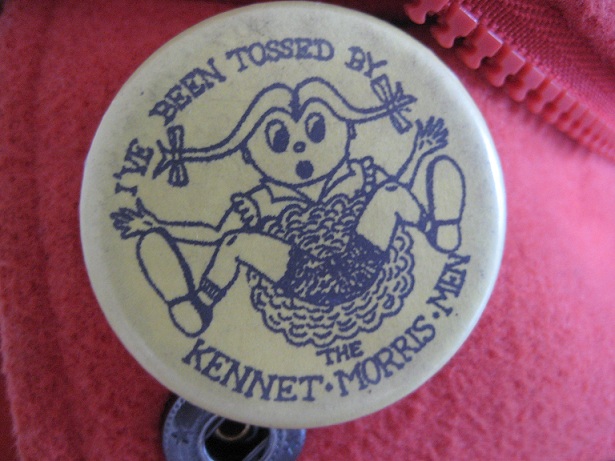 I'VE BEEN TOSSED BY
THE
KENNET · MORRIS · MEN